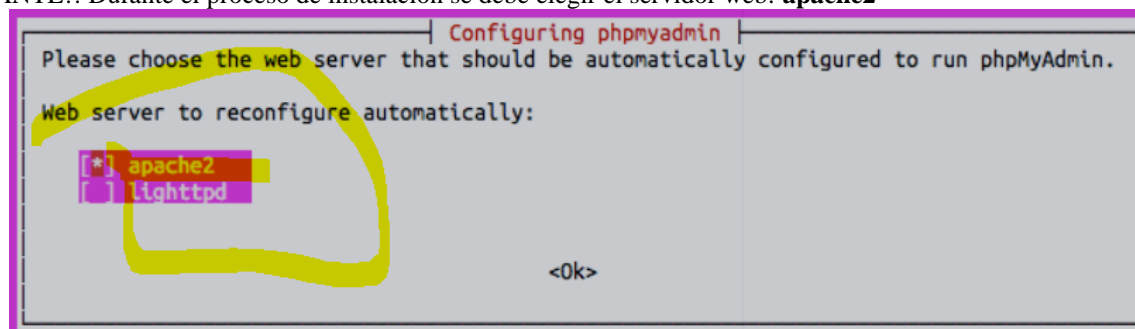 ANTE!! Durante el proceso de instalación se debe elegir el servidor web: apache2
Configuring phpmyadmin
Please choose the web server that should be automatically configured to run phpMyAdmin.
Web server to reconfigure automatically:
[*] apache2
[ ] lighttpd
<Ok>